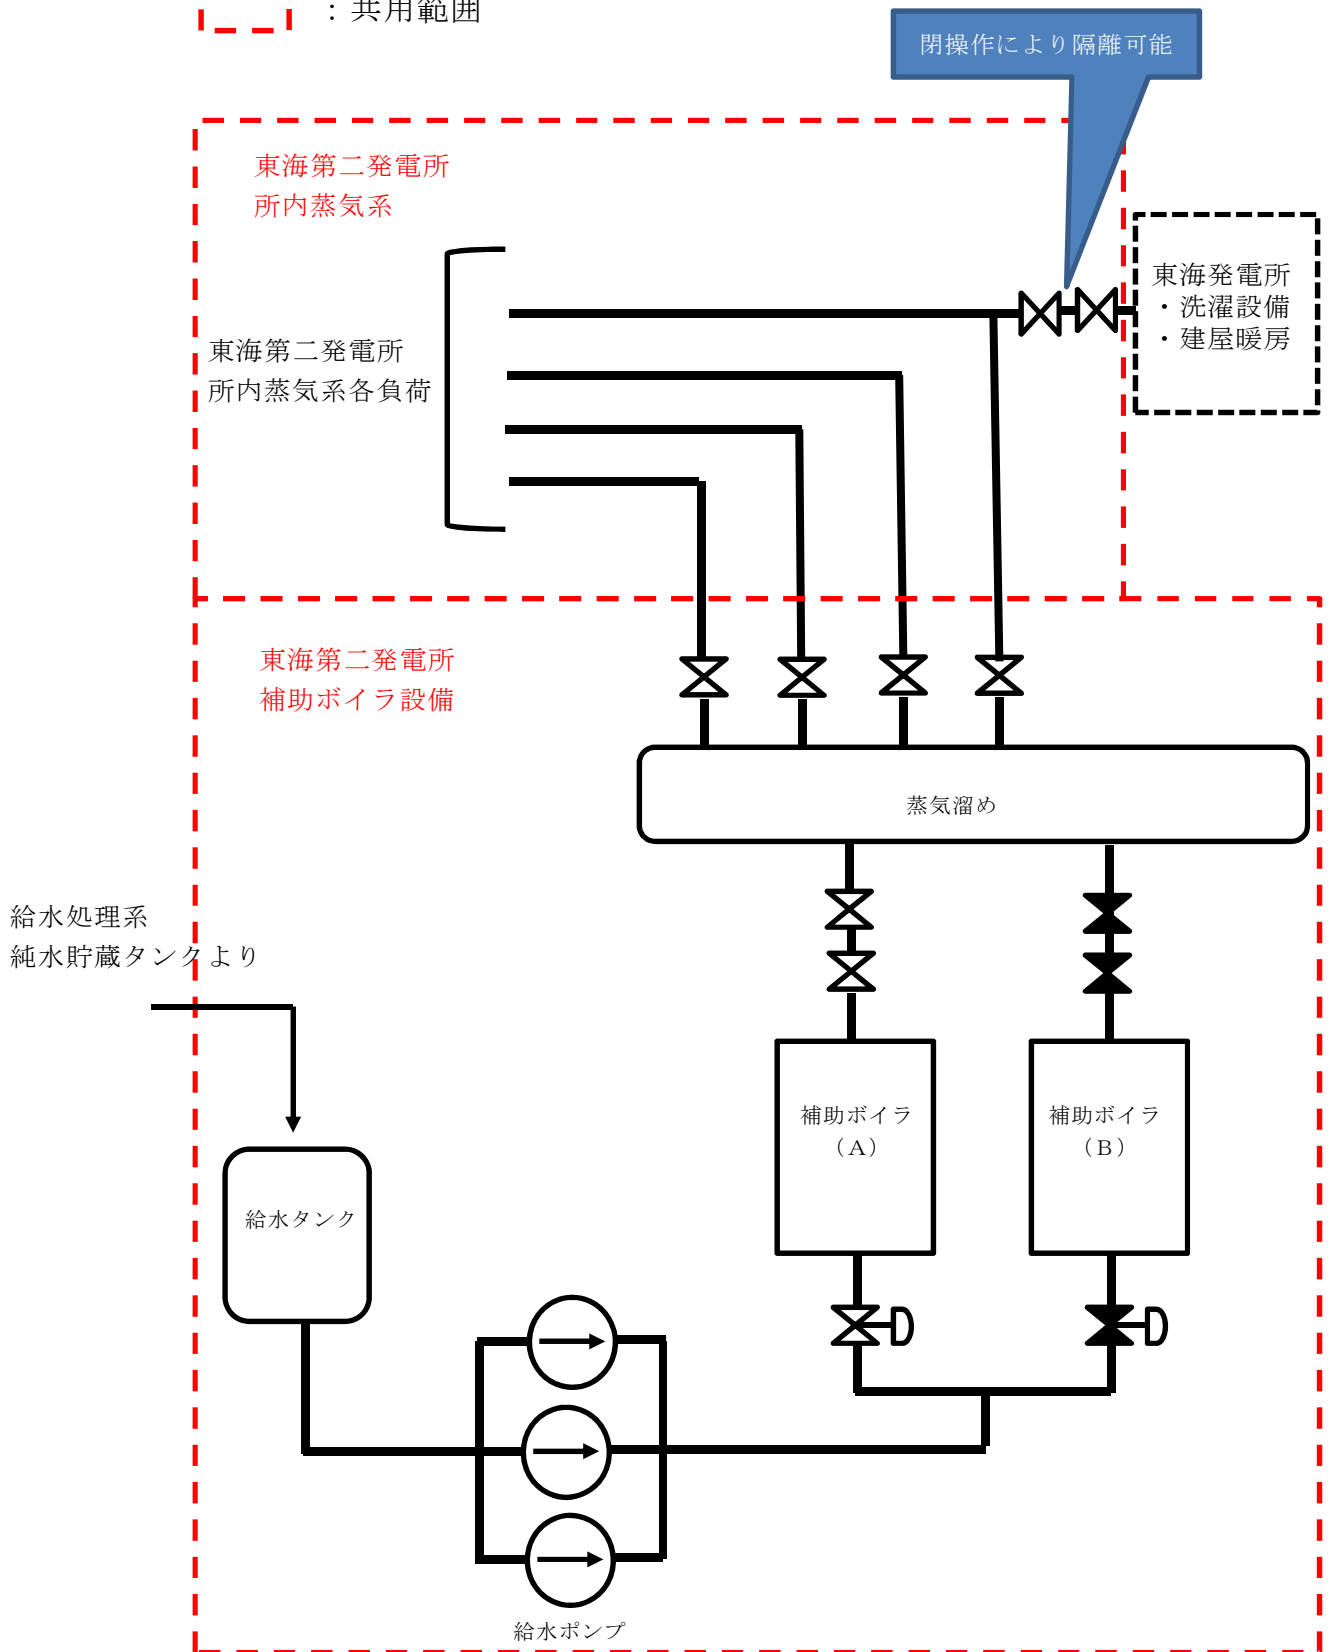 ：共用範囲
閉操作により隔離可能
東海第二発電所
所内蒸気系
東海発電所
・洗濯設備
・建屋暖房
東海第二発電所
所内蒸気系各負荷
東海第二発電所
補助ボイラ設備
蒸気溜め
給水処理系
純水貯蔵タンクより
補助ボイラ
（A）
補助ボイラ
（B）
給水タンク
給水ポンプ